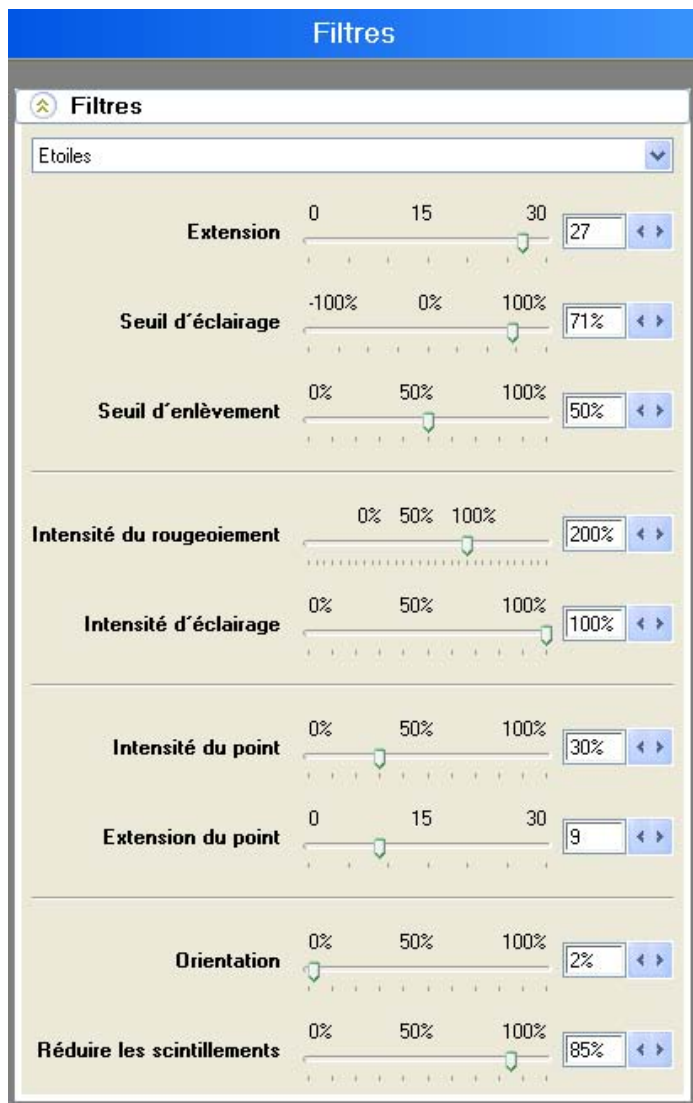 Filtres
Filtres
Etoiles
0 15 30
Extension 27
-100% 0% 100%
Seuil d´éclairage 71%
0% 50% 100%
Seuil d´enlèvement 50%
0% 50% 100%
Intensité du rougeoiement 200%
0% 50% 100%
Intensité d´éclairage 100%
0% 50% 100%
Intensité du point 30%
0 15 30
Extension du point 9
0% 50% 100%
Orientation 2%
0% 50% 100%
Réduire les scintillements 85%